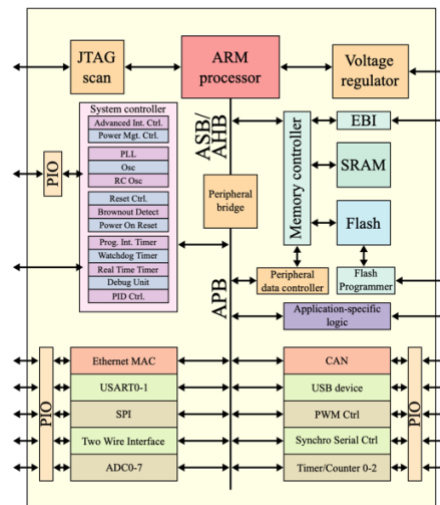 JTAG
scan
ARM
processor
Voltage
regulator
System controller
Advanced Int. Ctrl.
Power Mgt. Ctrl.
PLL
Osc
RC Osc
Reset Ctrl.
Brownout Detect
Power On Reset
Prog. Int. Timer
Watchdog Timer
Real Time Timer
Debug Unit
PID Ctrl.
PIO
ASB/
AHB
Peripheral
bridge
APB
Memory controller
EBI
SRAM
Flash
Peripheral
data controller
Flash
Programmer
Application-specific
logic
PIO
Ethernet MAC
USART0-1
SPI
Two Wire Interface
ADC0-7
CAN
USB device
PWM Ctrl
Synchro Serial Ctrl
Timer/Counter 0-2
PIO